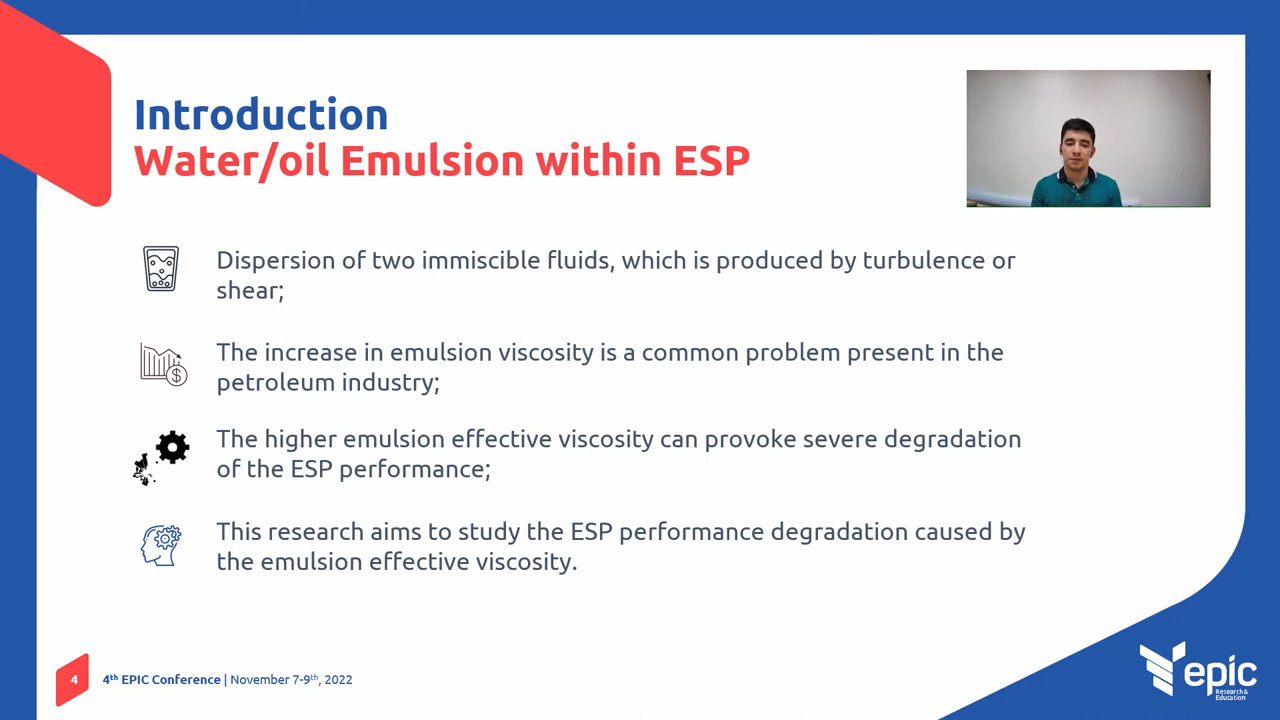 Introduction
Water/oil Emulsion within ESP
Dispersion of two immiscible fluids, which is produced by turbulence or
shear;
The increase in emulsion viscosity is a common problem present in the
petroleum industry;
The higher emulsion effective viscosity can provoke severe degradation
of the ESP performance;
This research aims to study the ESP performance degradation caused by
the emulsion effective viscosity.
4 4th EPIC Conference | November 7-9th, 2022
epic
Research &
Education